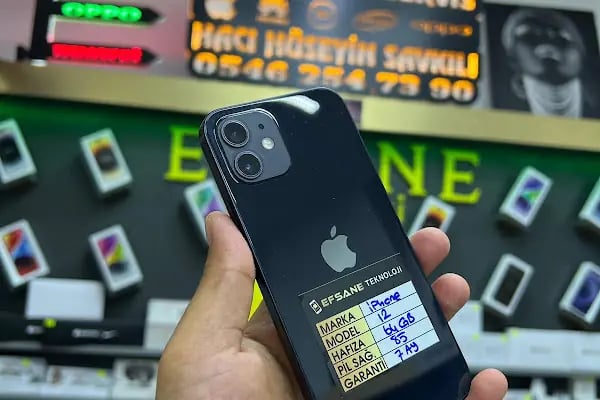 OPPO
HACI HÜSEYİN SAVKILI
0546 254 73 90
EFSANE
EFSANE TEKNOLOJİ
MARKA iPhone
MODEL 12
HAFIZA 64 GB
PİL SAĞ 85
GARANTİ 7 Ay